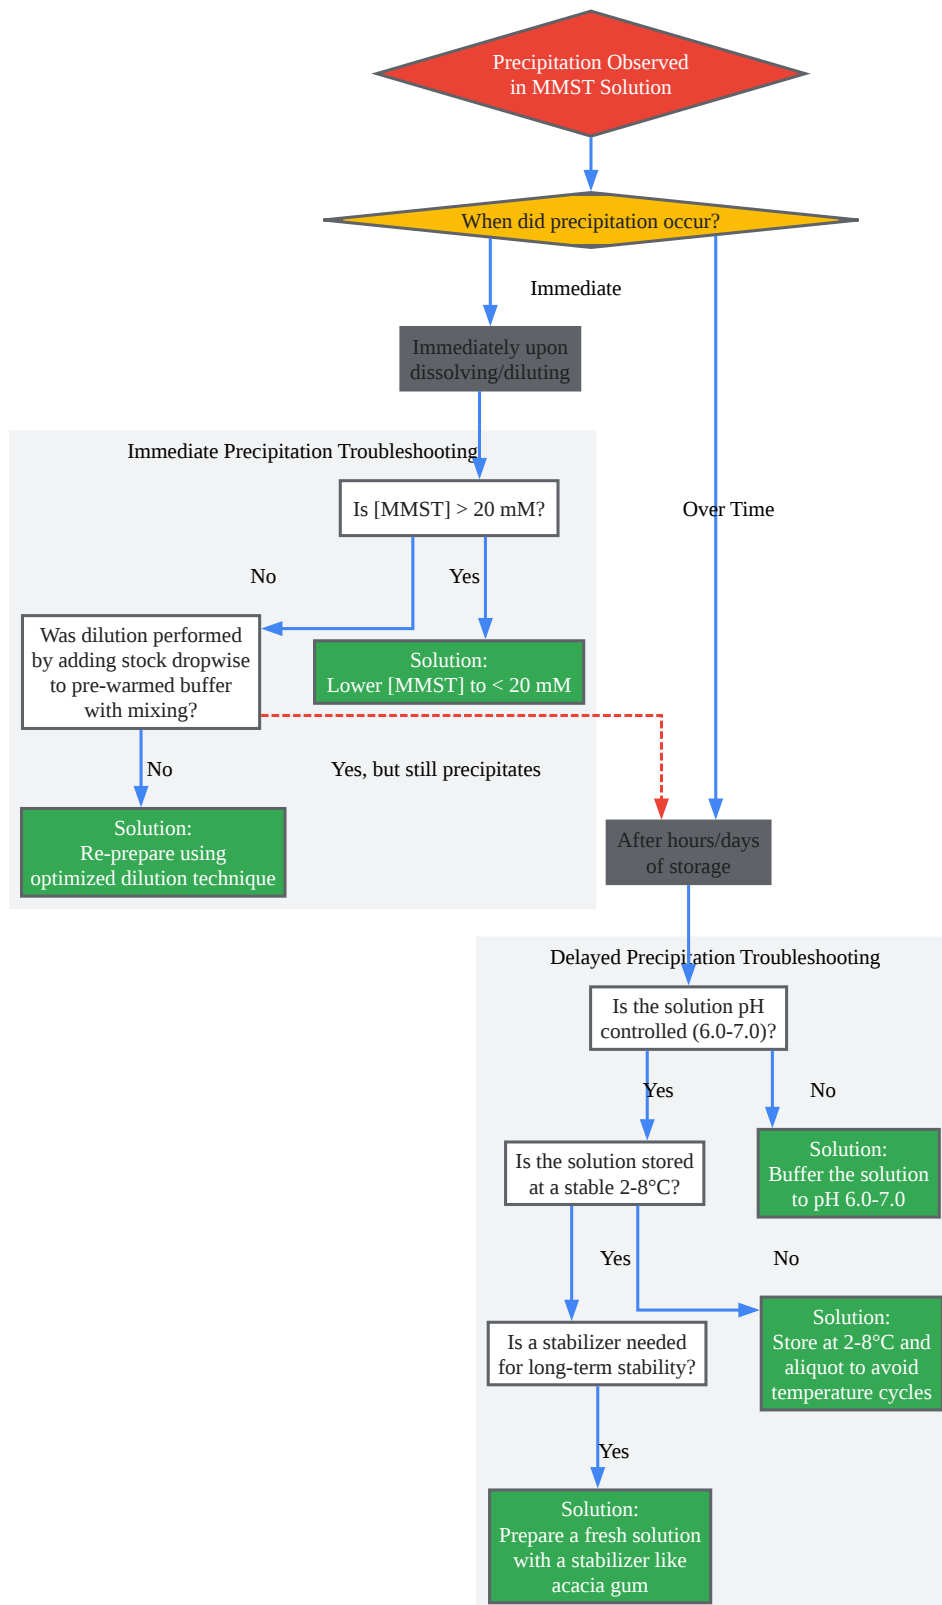 Precipitation Observed
in MMST Solution
When did precipitation occur?
Immediate
Immediately upon
dissolving/diluting
Immediate Precipitation Troubleshooting
Is [MMST] > 20 mM?
Over Time
No
Yes
Was dilution performed
by adding stock dropwise
to pre-warmed buffer
with mixing?
Solution:
Lower [MMST] to < 20 mM
No
Yes, but still precipitates
Solution:
Re-prepare using
optimized dilution technique
After hours/days
of storage
Delayed Precipitation Troubleshooting
Is the solution pH
controlled (6.0-7.0)?
Yes
No
Is the solution stored
at a stable 2-8°C?
Solution:
Buffer the solution
to pH 6.0-7.0
Yes
No
Is a stabilizer needed
for long-term stability?
Solution:
Store at 2-8°C and
aliquot to avoid
temperature cycles
Yes
Solution:
Prepare a fresh solution
with a stabilizer like
acacia gum